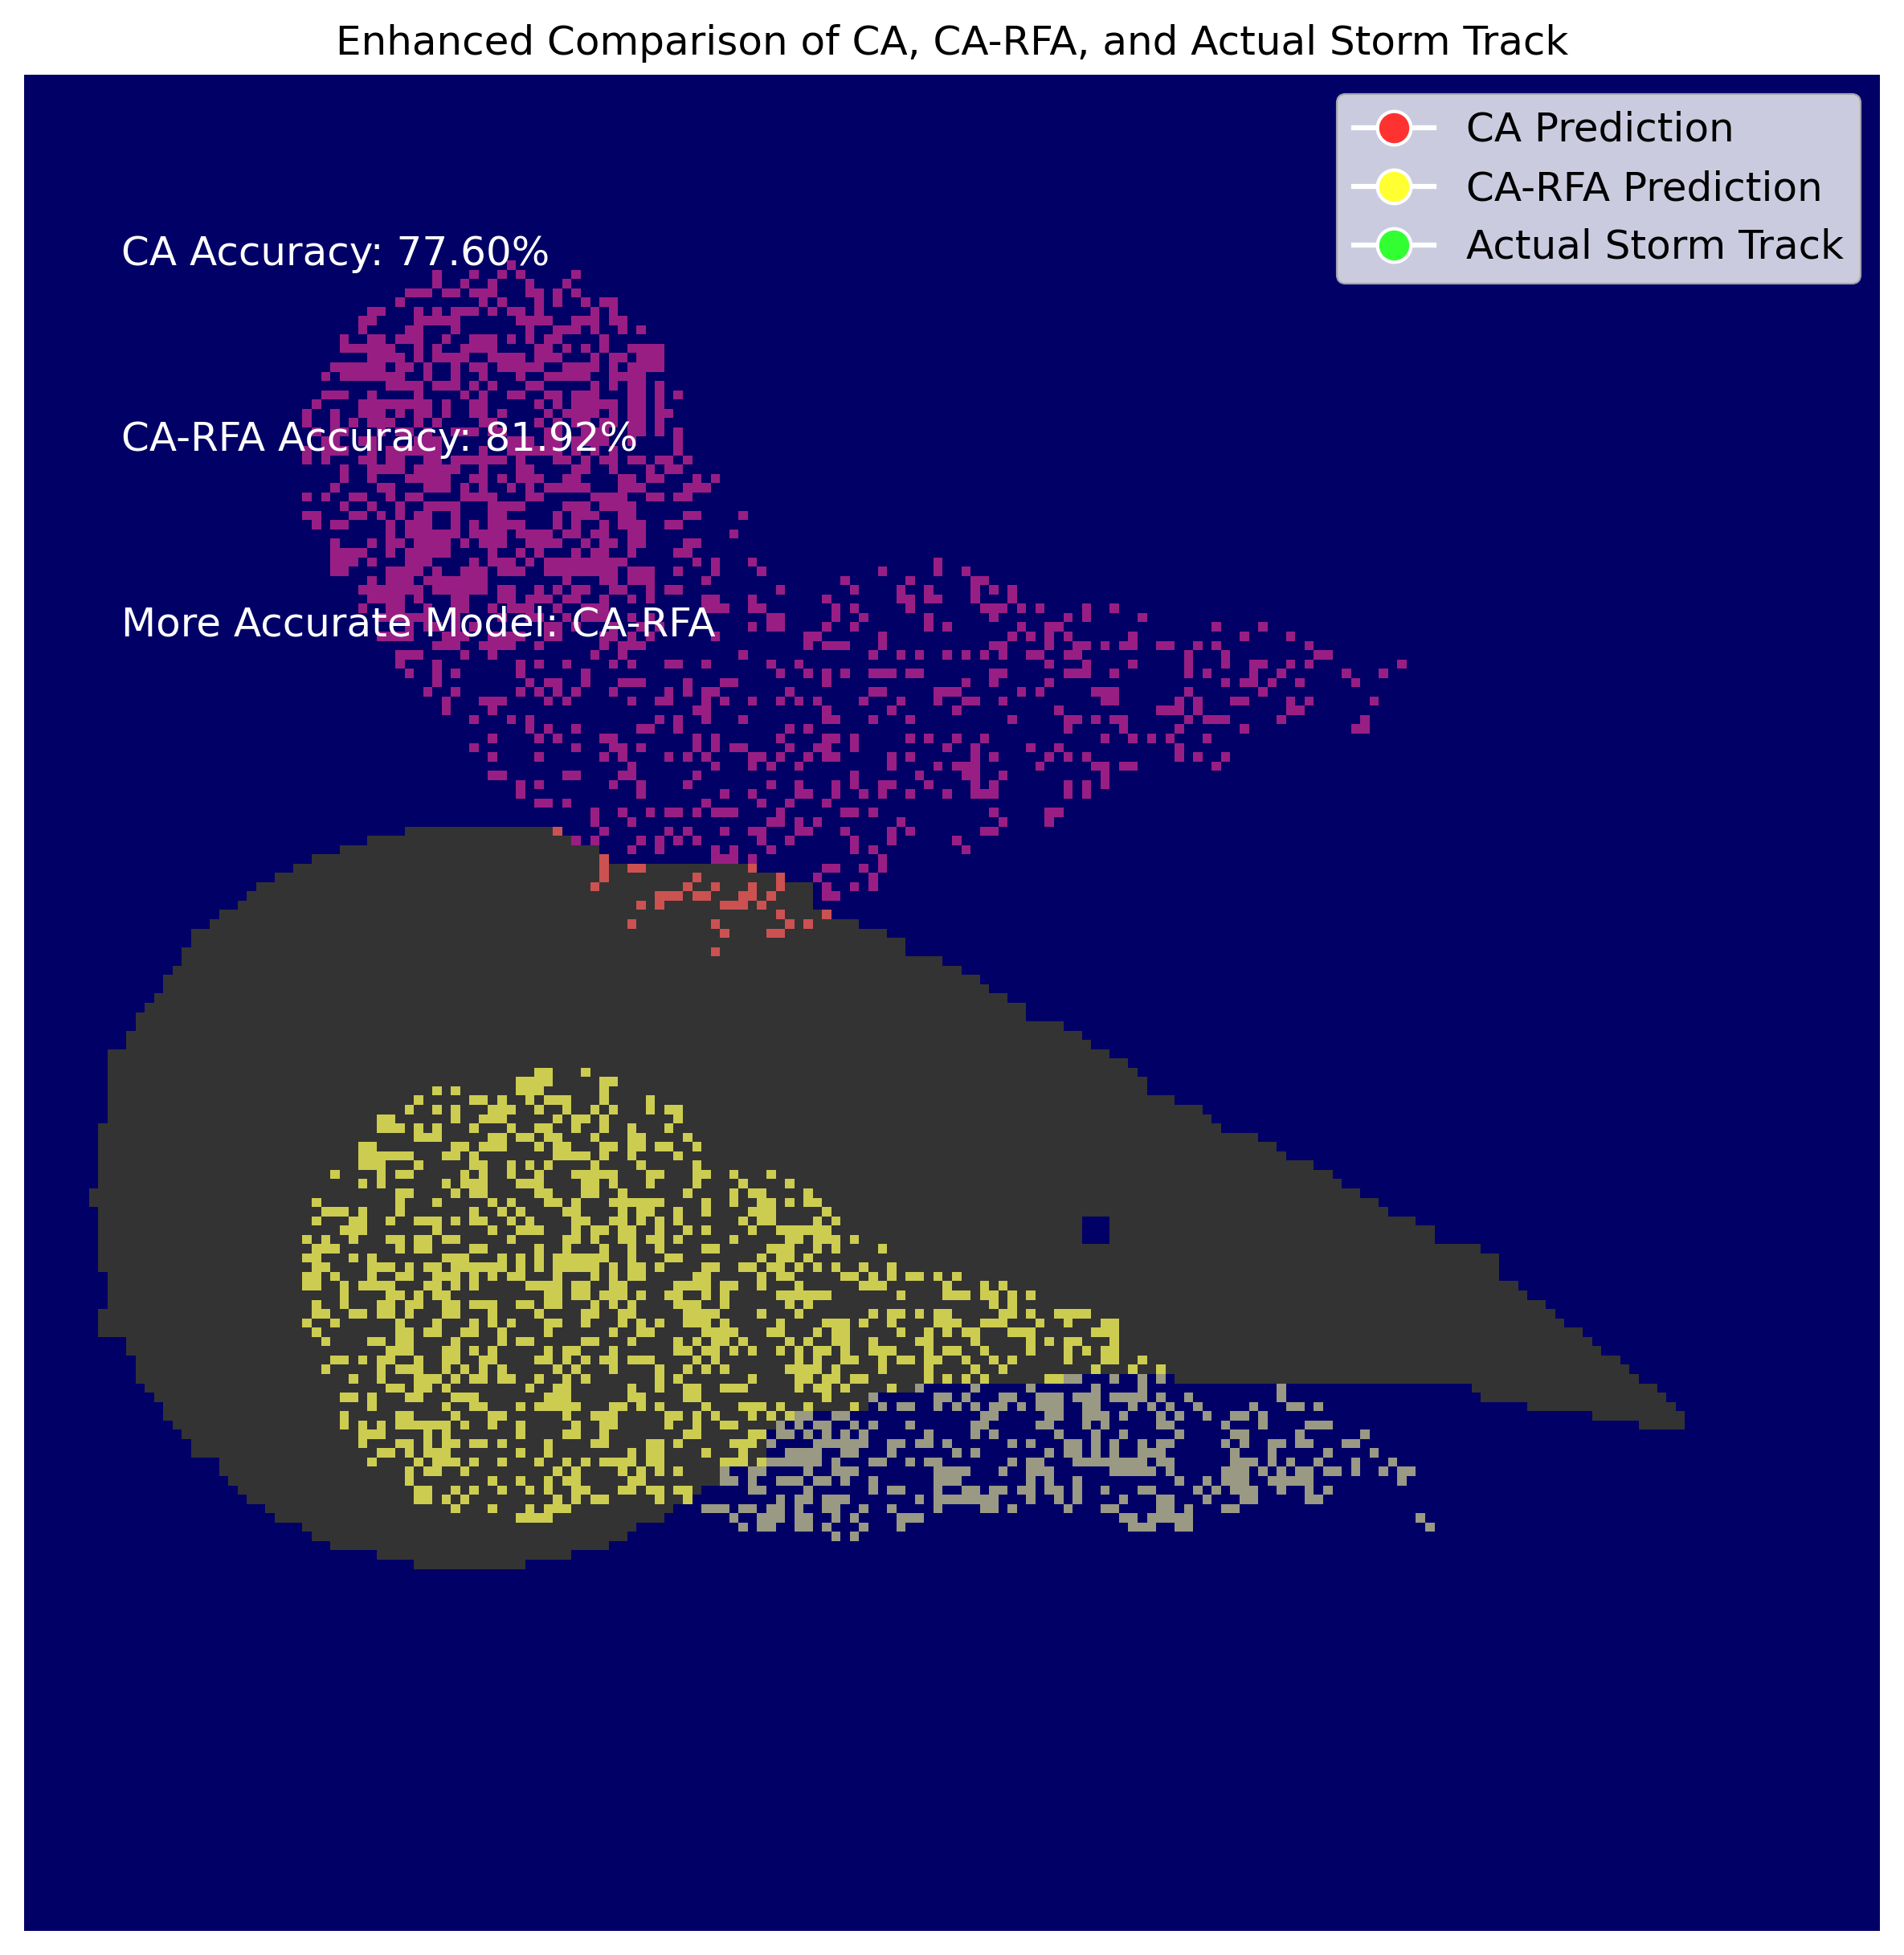 Enhanced Comparison of CA, CA-RFA, and Actual Storm Track
CA Prediction
CA-RFA Prediction
Actual Storm Track
CA Accuracy: 77.60%
CA-RFA Accuracy: 81.92%
More Accurate Model: CA-RFA